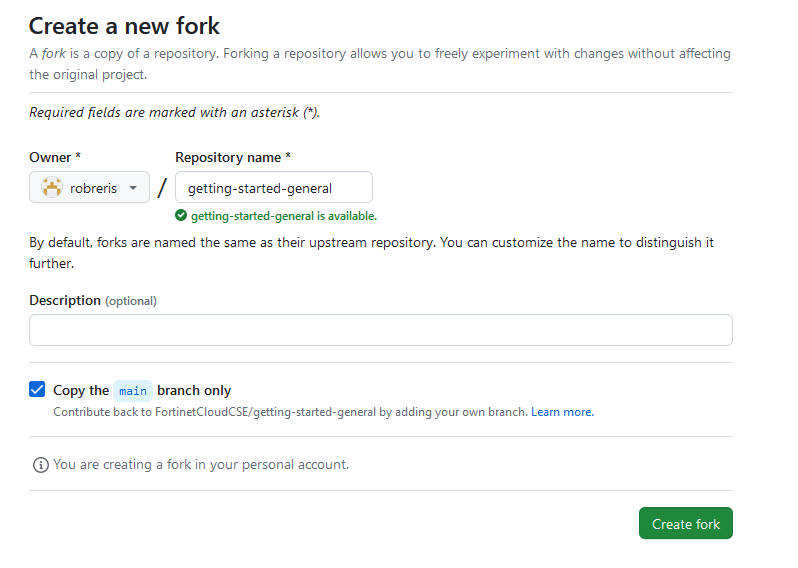 Create a new fork
A fork is a copy of a repository. Forking a repository allows you to freely experiment with changes without affecting
the original project.
Required fields are marked with an asterisk (*).
Owner * Repository name *
robreris / getting-started-general
getting-started-general is available.
By default, forks are named the same as their upstream repository. You can customize the name to distinguish it
further.
Description (optional)
Copy the main branch only
Contribute back to FortinetCloudCSE/getting-started-general by adding your own branch. Learn more.
You are creating a fork in your personal account.
Create fork